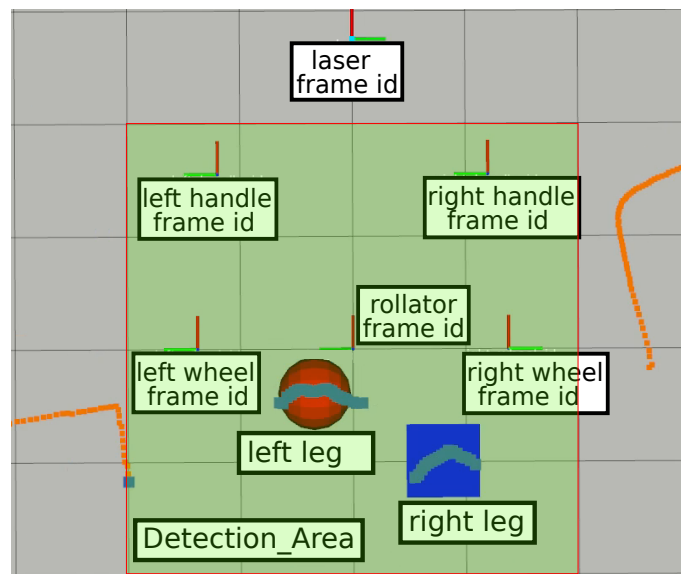 laser
frame id
left handle
frame id
right handle
frame id
rollator
frame id
left wheel
frame id
right wheel
frame id
left leg
right leg
Detection_Area